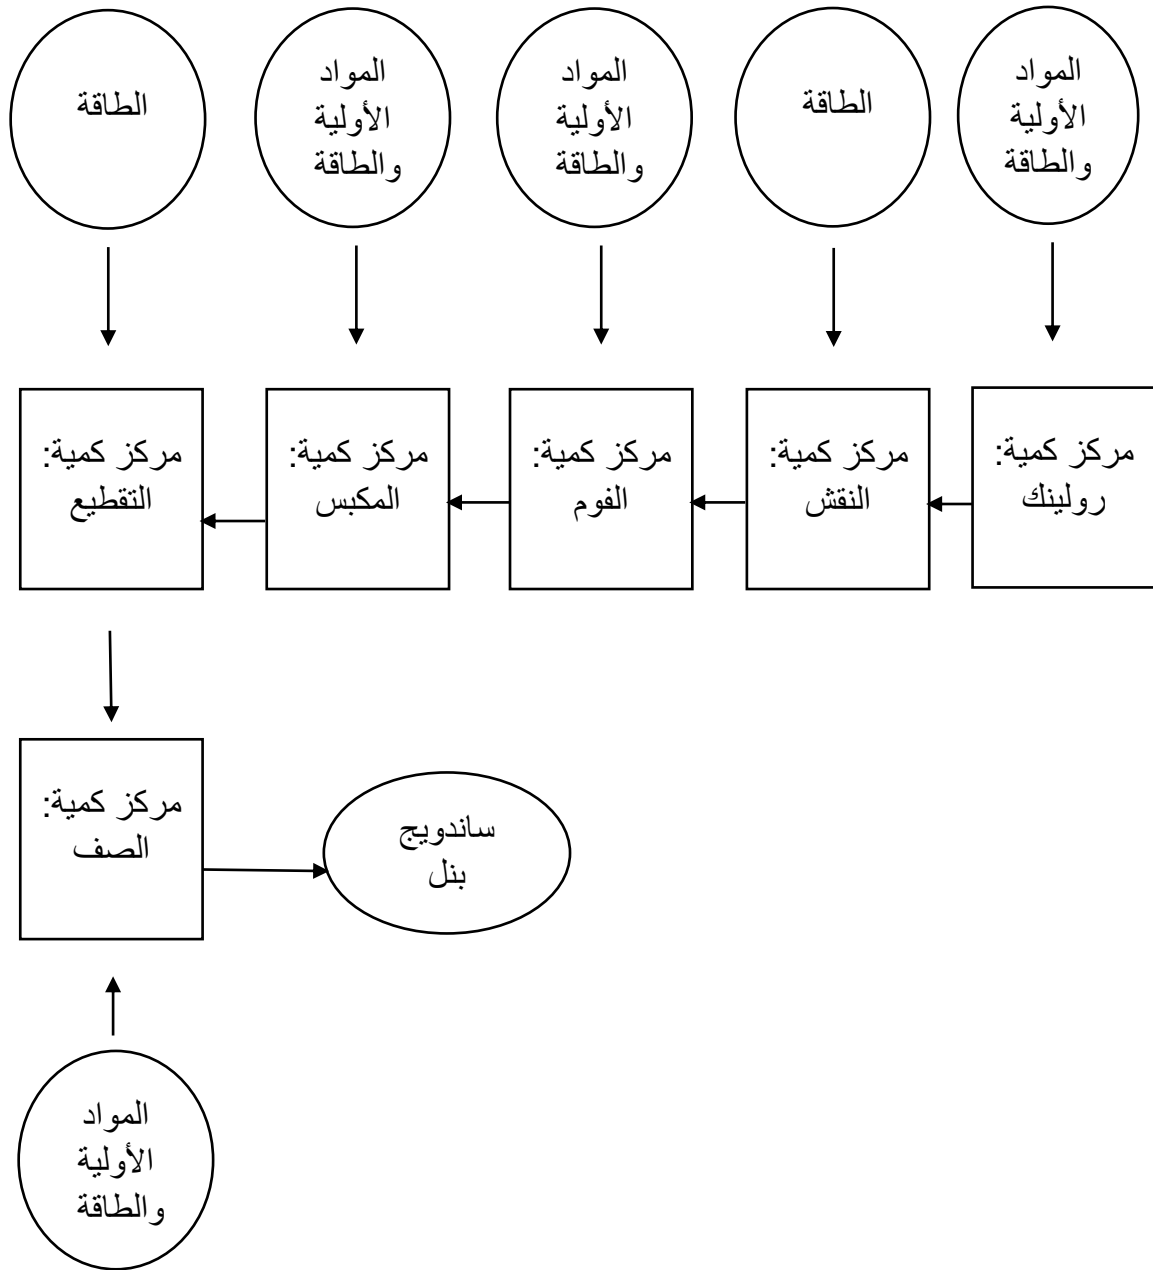 المواد
الأولية
والطاقة
الطاقة
المواد
الأولية
والطاقة
المواد
الأولية
والطاقة
الطاقة
مركز كمية:
رولينك
مركز كمية:
النقش
مركز كمية:
الفوم
مركز كمية:
المكبس
مركز كمية:
التقطيع
مركز كمية:
الصف
ساندويج
بنل
المواد
الأولية
والطاقة